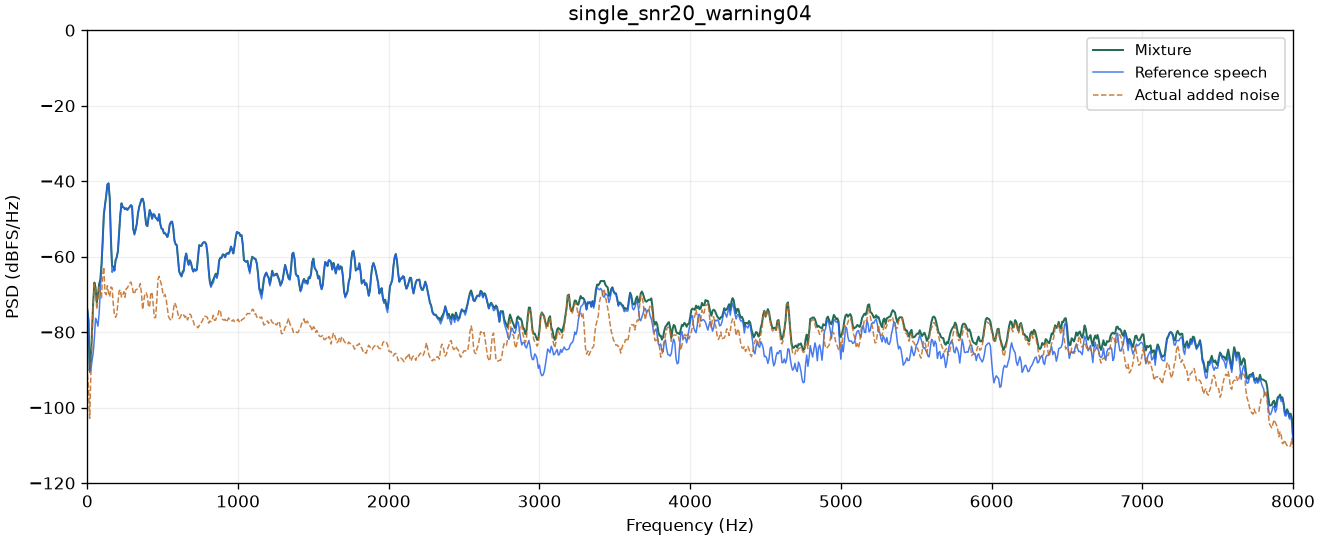 single_snr20_warning04
Mixture
Reference speech
Actual added noise
PSD (dBFS/Hz)
0
−20
−40
−60
−80
−100
−120
0 1000 2000 3000 4000 5000 6000 7000 8000
Frequency (Hz)